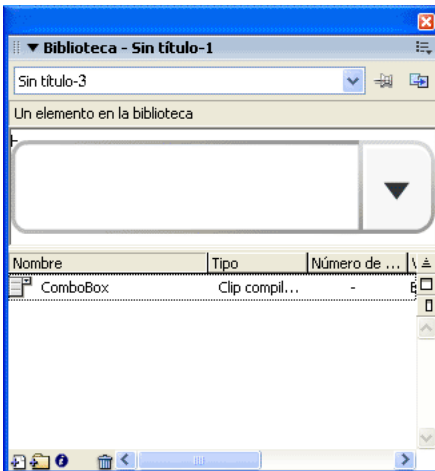 Biblioteca - Sin título-1
Sin título-3
Un elemento en la biblioteca
Nombre Tipo Número de ...
ComboBox Clip compil... -